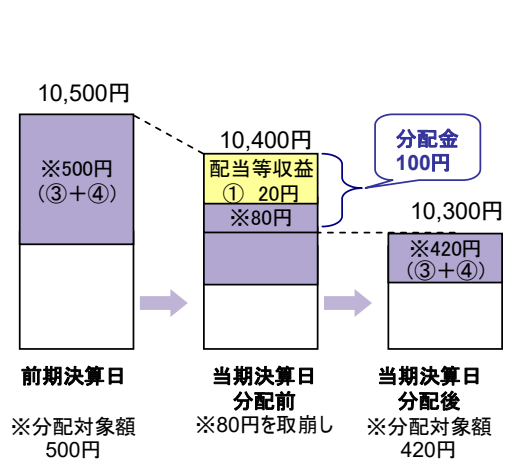 10,500円
※500円
(③+④)
10,400円
配当等収益
① 20円
※80円
分配金
100円
10,300円
※420円
(③+④)
前期決算日
※分配対象額
500円
当期決算日
分配前
※80円を取崩し
当期決算日
分配後
※分配対象額
420円